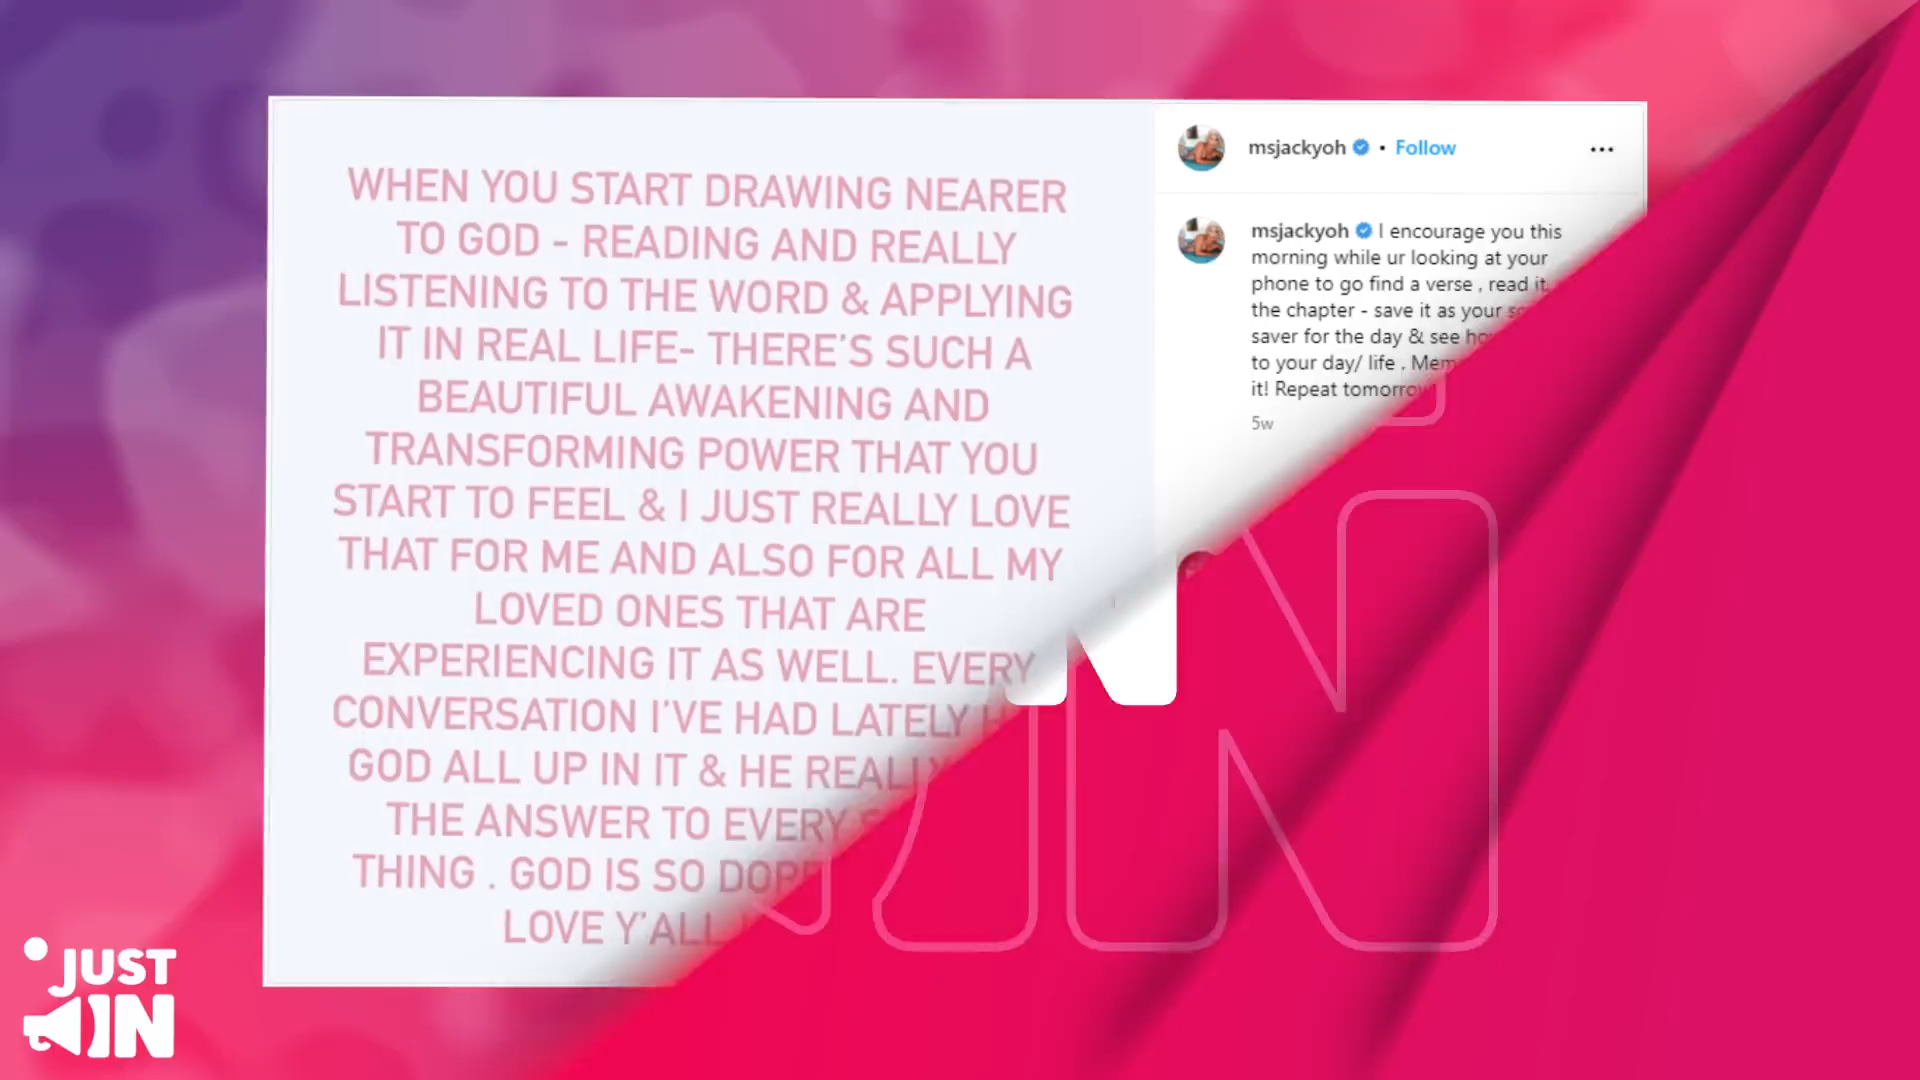 WHEN YOU START DRAWING NEARER
TO GOD - READING AND REALLY
LISTENING TO THE WORD & APPLYING
IT IN REAL LIFE- THERE'S SUCH A
BEAUTIFUL AWAKENING AND
TRANSFORMING POWER THAT YOU
START TO FEEL & I JUST REALLY LOVE
THAT FOR ME AND ALSO FOR ALL MY
LOVED ONES THAT ARE
EXPERIENCING IT AS WELL. EVERY
CONVERSATION I'VE HAD LATELY
GOD ALL UP IN IT & HE REALLY
THE ANSWER TO EVERY
THING . GOD IS SO DOPE
LOVE Y'ALL
msjackyoh • Follow
msjackyoh I encourage you this
morning while ur looking at your
phone to go find a verse , read it
the chapter - save it as your
saver for the day & see
to your day/ life .
it! Repeat tomorrow
5w
JUST
IN